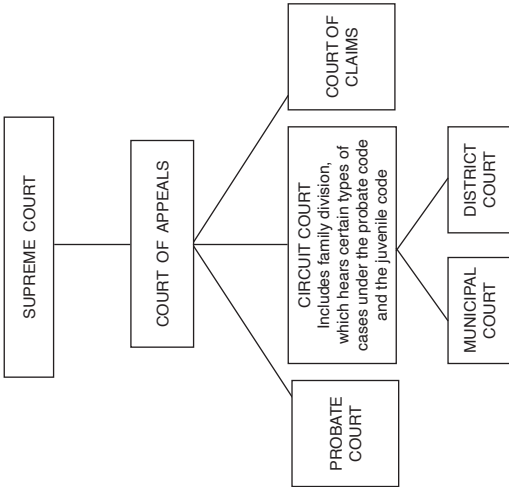 SUPREME COURT
COURT OF APPEALS
PROBATE
COURT
CIRCUIT COURT
Includes family division,
which hears certain types of
cases under the probate code
and the juvenile code
COURT OF
CLAIMS
MUNICIPAL
COURT
DISTRICT
COURT